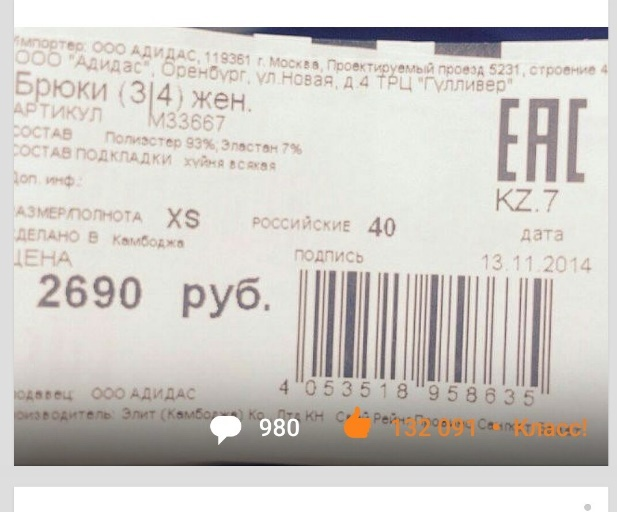 Импортер: ООО АДИДАС, 119361 г. Москва, Проектируемый проезд 5231, строение 4
ООО "Адидас", Оренбург, ул.Новая, д.4 ТРЦ "Гулливер"
Брюки (3|4) жен.
АРТИКУЛ M33667
СОСТАВ Полиэстер 93%; Эластан 7%
СОСТАВ ПОДКЛАДКИ хуйня всякая
Доп. инф.:
EAC
KZ.7
РАЗМЕР/ПОЛНОТА XS РОССИЙСКИЕ 40
СДЕЛАНО В Камбоджа
дата
ЦЕНА
ПОДПИСЬ
13.11.2014
2690 руб.
4 053518 958635
продавец: ООО АДИДАС
производитель: Элит (Камбоджа) Ко. Лтд КН
980 132 091 • Класс!